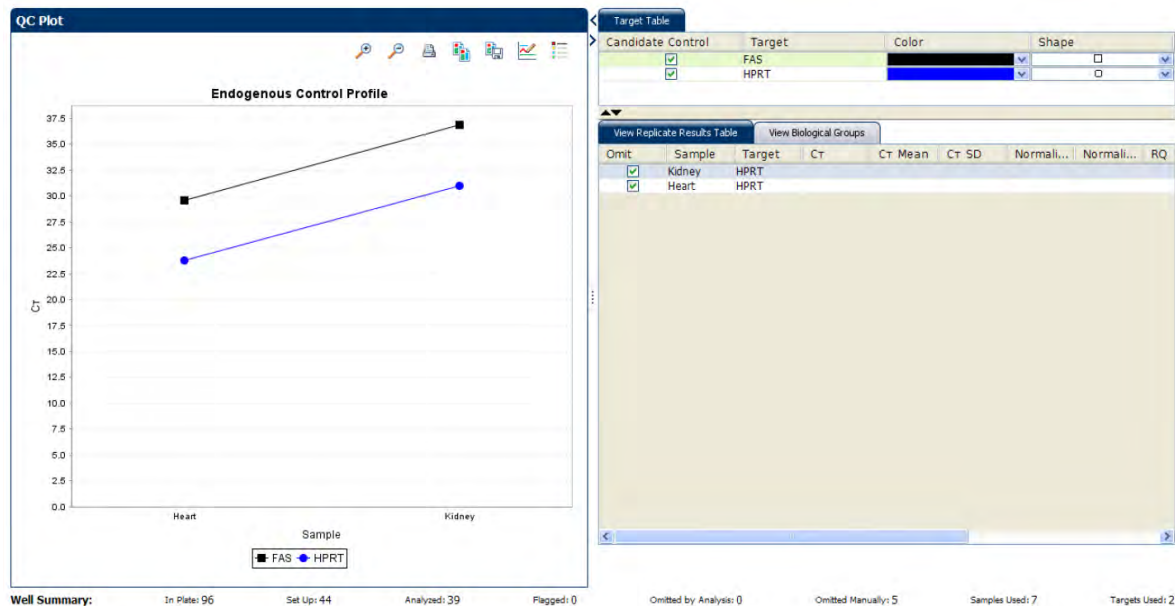 QC Plot
Endogenous Control Profile
37.5
35.0
32.5
30.0
27.5
25.0
22.5
20.0
17.5
15.0
12.5
10.0
7.5
5.0
2.5
0.0
CT
Heart Kidney
Sample
FAS HPRT
Target Table
Candidate Control Target Color Shape
FAS
HPRT
View Replicate Results Table View Biological Groups
Omit Sample Target CT CT Mean CT SD Normali... Normali... RQ
Kidney HPRT
Heart HPRT
Well Summary: In Plate: 96 Set Up: 44 Analyzed: 39 Flagged: 0 Omitted by Analysis: 0 Omitted Manually: 5 Samples Used: 7 Targets Used: 2